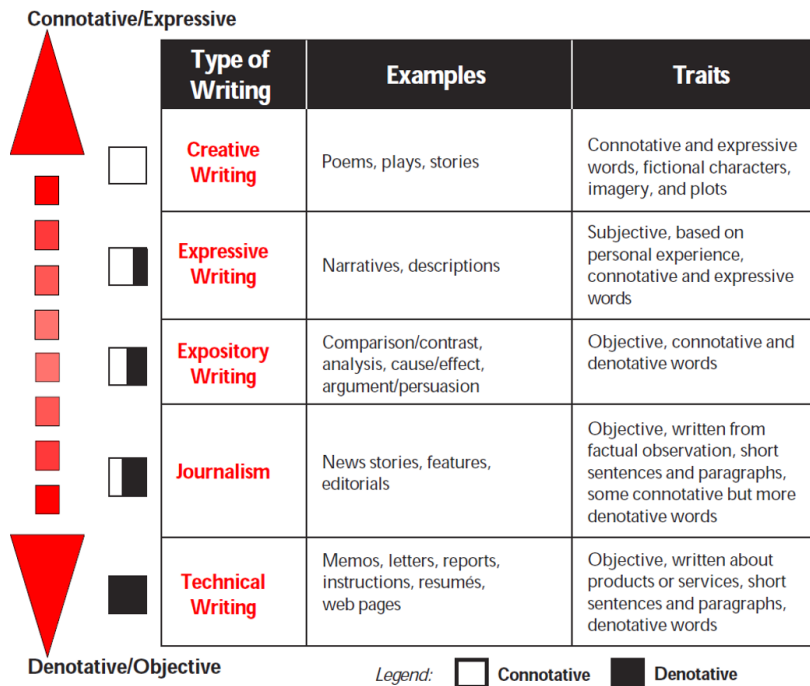 Connotative/Expressive
Type of
Writing
Examples
Traits
Creative
Writing
Poems, plays, stories
Connotative and expressive
words, fictional characters,
imagery, and plots
Expressive
Writing
Narratives, descriptions
Subjective, based on
personal experience,
connotative and expressive
words
Expository
Writing
Comparison/contrast,
analysis, cause/effect,
argument/persuasion
Objective, connotative and
denotative words
Journalism
News stories, features,
editorials
Objective, written from
factual observation, short
sentences and paragraphs,
some connotative but more
denotative words
Technical
Writing
Memos, letters, reports,
instructions, resumés,
web pages
Objective, written about
products or services, short
sentences and paragraphs,
denotative words
Denotative/Objective
Legend: Connotative Denotative